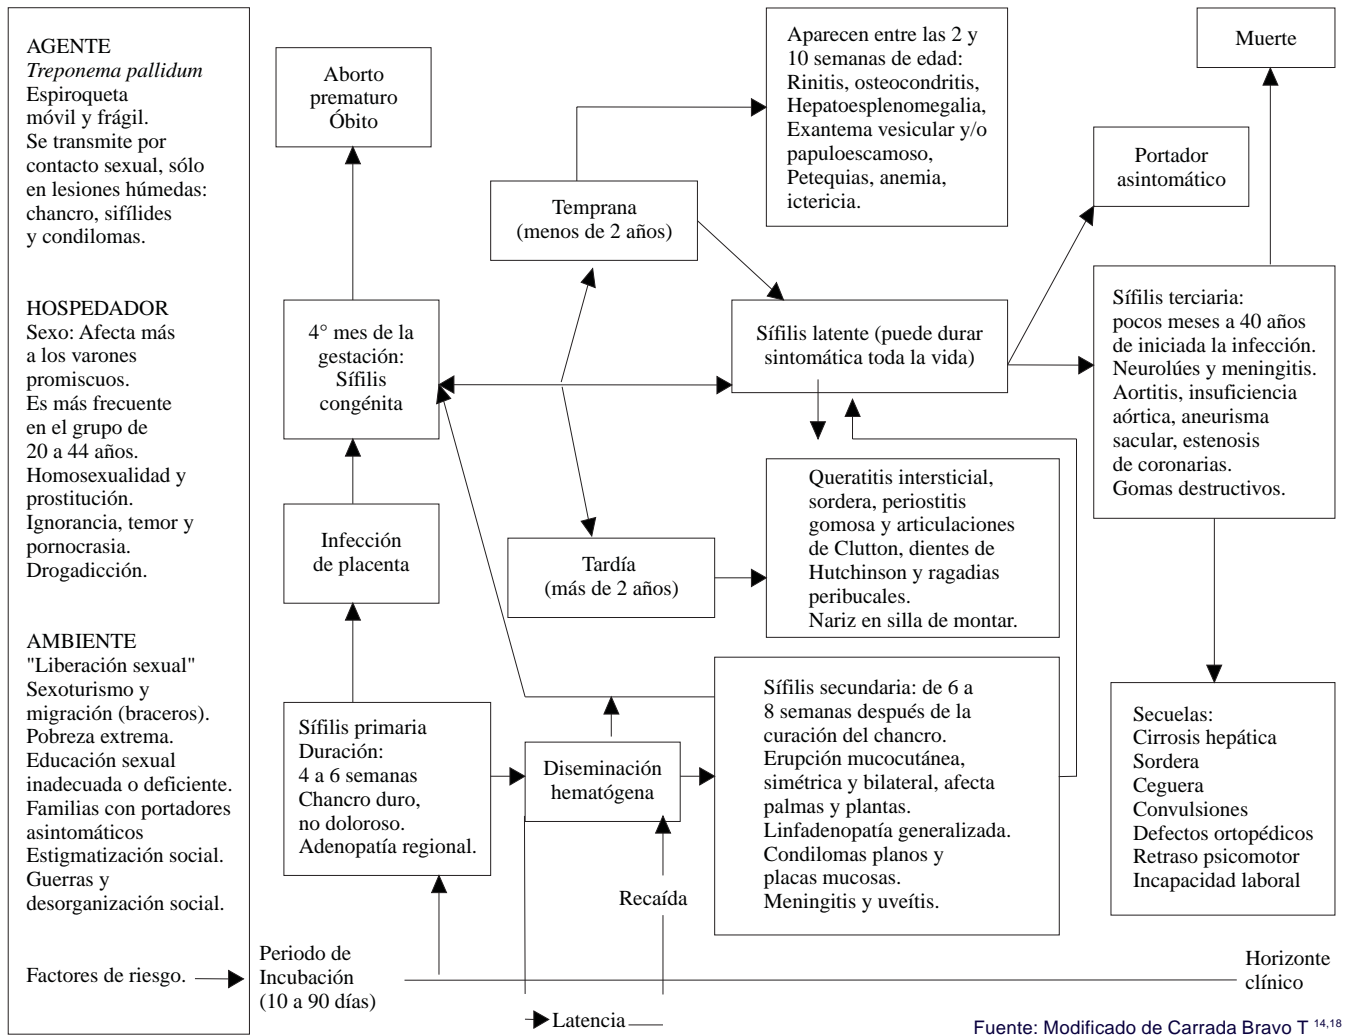 AGENTE
Treponema pallidum
Espiroqueta
móvil y frágil.
Se transmite por
contacto sexual, sólo
en lesiones húmedas:
chancro, sifílides
y condilomas.
HOSPEDADOR
Sexo: Afecta más
a los varones
promiscuos.
Es más frecuente
en el grupo de
20 a 44 años.
Homosexualidad y
prostitución.
Ignorancia, temor y
pornocrasia.
Drogadicción.
AMBIENTE
"Liberación sexual"
Sexoturismo y
migración (braceros).
Pobreza extrema.
Educación sexual
inadecuada o deficiente.
Familias con portadores
asintomáticos
Estigmatización social.
Guerras y
desorganización social.
Factores de riesgo.
Aborto
prematuro
Óbito
4° mes de la
gestación:
Sífilis
congénita
Infección
de placenta
Sífilis primaria
Duración:
4 a 6 semanas
Chancro duro,
no doloroso.
Adenopatía regional.
Periodo de
Incubación
(10 a 90 días)
Temprana
(menos de 2 años)
Tardía
(más de 2 años)
Diseminación
hematógena
Recaída
Latencia
Aparecen entre las 2 y
10 semanas de edad:
Rinitis, osteocondritis,
Hepatoesplenomegalia,
Exantema vesicular y/o
papuloescamoso,
Petequias, anemia,
ictericia.
Sífilis latente (puede durar
sintomática toda la vida)
Queratitis intersticial,
sordera, periostitis
gomosa y articulaciones
de Clutton, dientes de
Hutchinson y ragadias
peribucales.
Nariz en silla de montar.
Sífilis secundaria: de 6 a
8 semanas después de la
curación del chancro.
Erupción mucocutánea,
simétrica y bilateral, afecta
palmas y plantas.
Linfadenopatía generalizada.
Condilomas planos y
placas mucosas.
Meningitis y uveítis.
Muerte
Portador
asintomático
Sífilis terciaria:
pocos meses a 40 años
de iniciada la infección.
Neurolúes y meningitis.
Aortitis, insuficiencia
aórtica, aneurisma
sacular, estenosis
de coronarias.
Gomas destructivos.
Secuelas:
Cirrosis hepática
Sordera
Ceguera
Convulsiones
Defectos ortopédicos
Retraso psicomotor
Incapacidad laboral
Horizonte
clínico
Fuente: Modificado de Carrada Bravo T 14,18